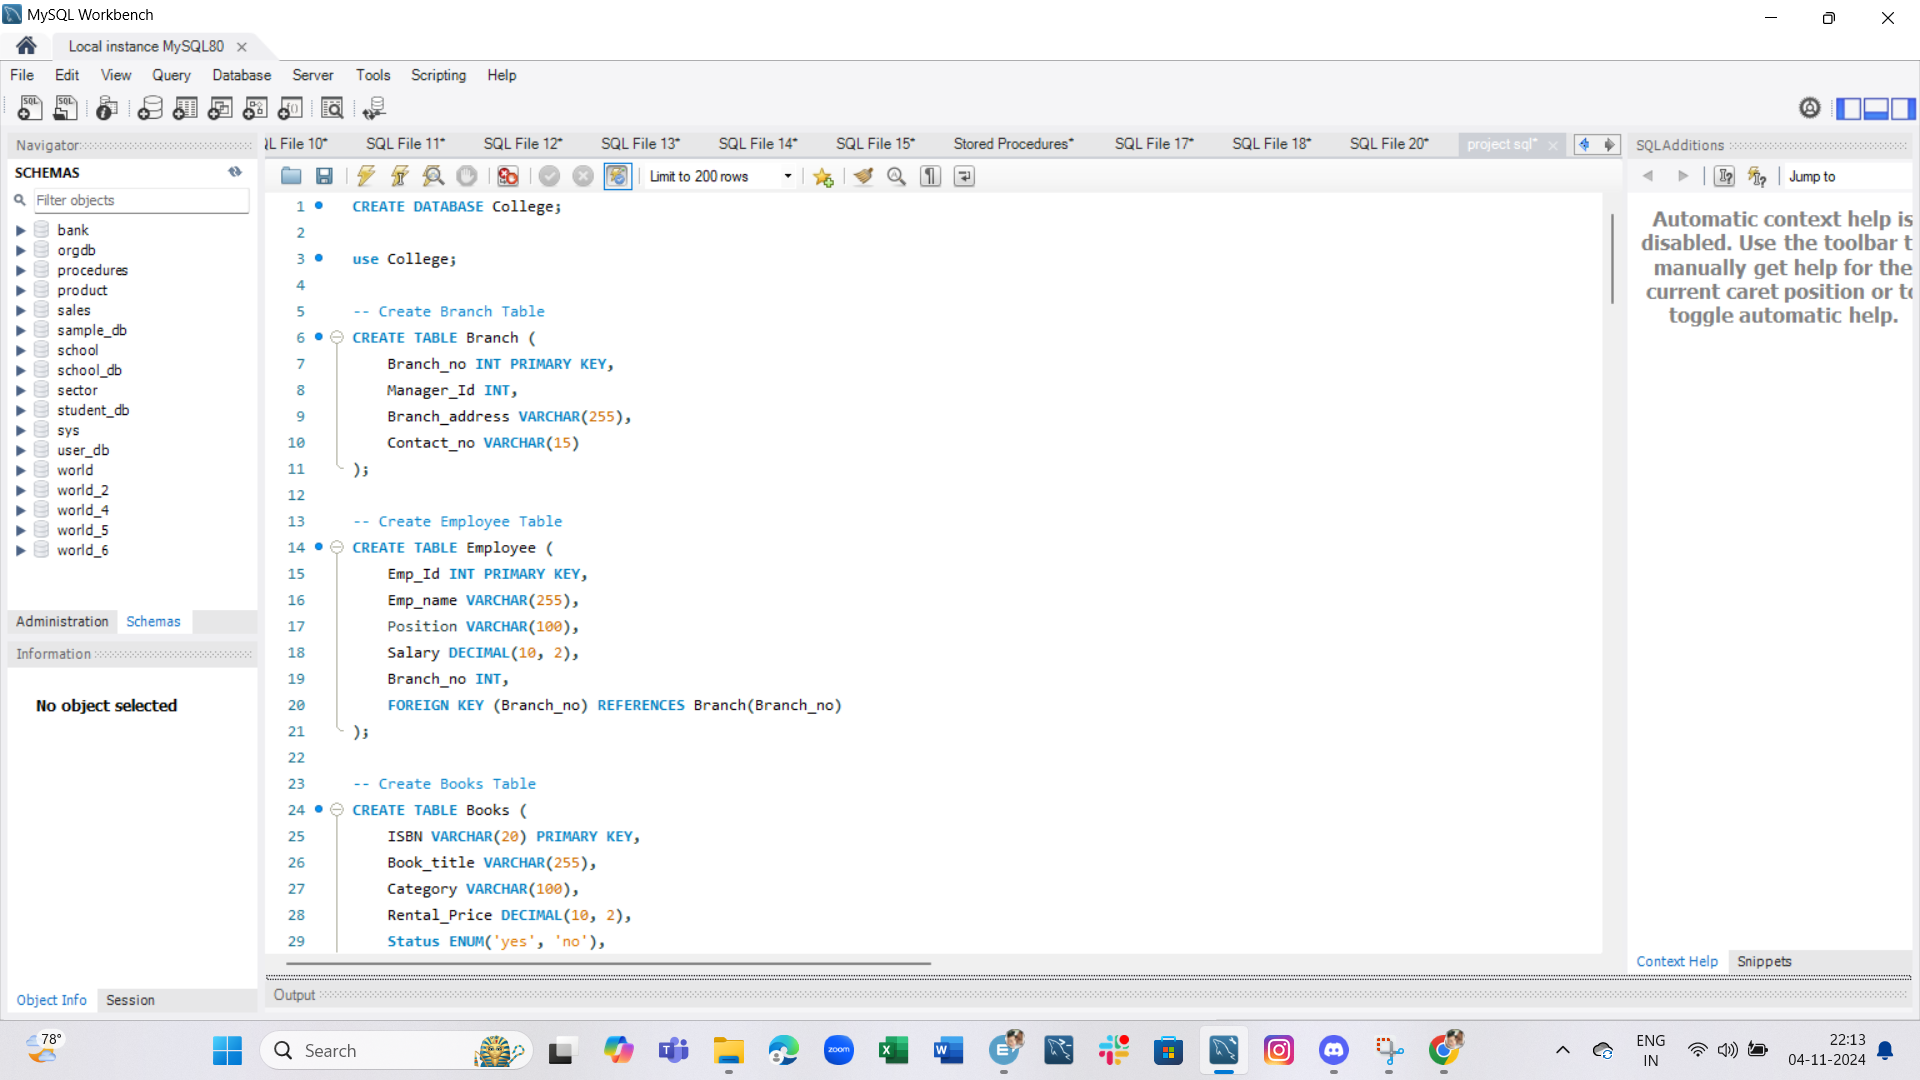 MySQL Workbench
Local instance MySQL80
File Edit View Query Database Server Tools Scripting Help
Navigator
SCHEMAS
Filter objects
bank
orgdb
procedures
product
sales
sample_db
school
school_db
sector
student_db
sys
user_db
world
world_2
world_4
world_5
world_6
Administration Schemas
Information
No object selected
Object Info Session
QL File 10* SQL File 11* SQL File 12* SQL File 13* SQL File 14* SQL File 15* Stored Procedures* SQL File 17* SQL File 18* SQL File 20* project sql*
Limit to 200 rows
1 CREATE DATABASE College;
2
3 use College;
4
5 -- Create Branch Table
6 CREATE TABLE Branch (
7 Branch_no INT PRIMARY KEY,
8 Manager_Id INT,
9 Branch_address VARCHAR(255),
10 Contact_no VARCHAR(15)
11 );
12
13 -- Create Employee Table
14 CREATE TABLE Employee (
15 Emp_Id INT PRIMARY KEY,
16 Emp_name VARCHAR(255),
17 Position VARCHAR(100),
18 Salary DECIMAL(10, 2),
19 Branch_no INT,
20 FOREIGN KEY (Branch_no) REFERENCES Branch(Branch_no)
21 );
22
23 -- Create Books Table
24 CREATE TABLE Books (
25 ISBN VARCHAR(20) PRIMARY KEY,
26 Book_title VARCHAR(255),
27 Category VARCHAR(100),
28 Rental_Price DECIMAL(10, 2),
29 Status ENUM('yes', 'no'),
Output
SQLAdditions
Jump to
Automatic context help is
disabled. Use the toolbar t
manually get help for the
current caret position or to
toggle automatic help.
Context Help Snippets
78°
Search
zoom
ENG
IN
22:13
04-11-2024